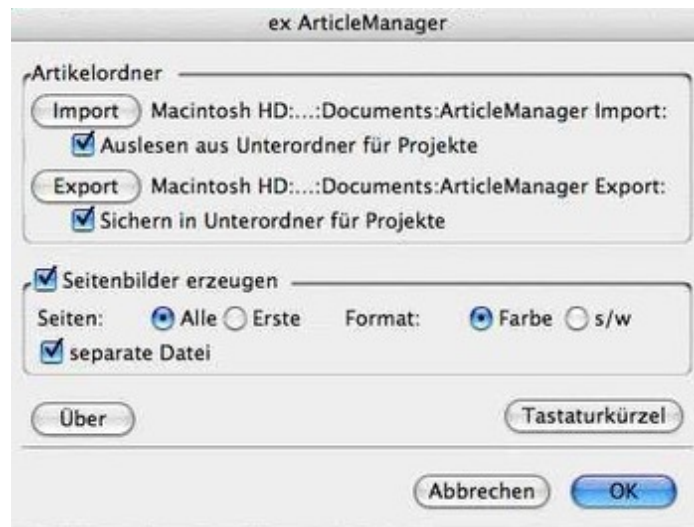 ex ArticleManager
Artikelordner
Import Macintosh HD:...:Documents:ArticleManager Import:
Auslesen aus Unterordner für Projekte
Export Macintosh HD:...:Documents:ArticleManager Export:
Sichern in Unterordner für Projekte
Seitenbilder erzeugen
Seiten: Alle Erste Format: Farbe s/w
separate Datei
Über Tastaturkürzel
Abbrechen OK